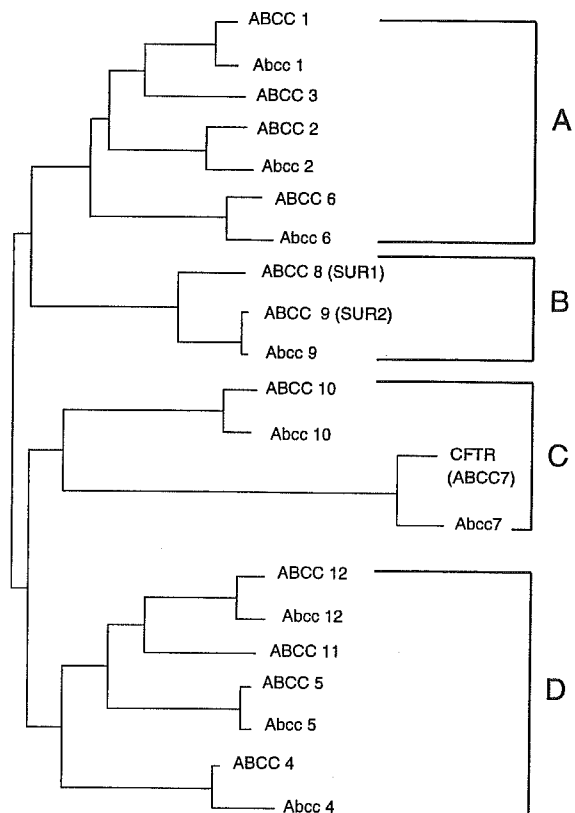 ABCC 1
Abcc 1
ABCC 3
ABCC 2
Abcc 2
ABCC 6
Abcc 6
A
ABCC 8 (SUR1)
ABCC 9 (SUR2)
Abcc 9
B
ABCC 10
Abcc 10
CFTR
(ABCC7)
Abcc7
C
ABCC 12
Abcc 12
ABCC 11
ABCC 5
Abcc 5
ABCC 4
Abcc 4
D